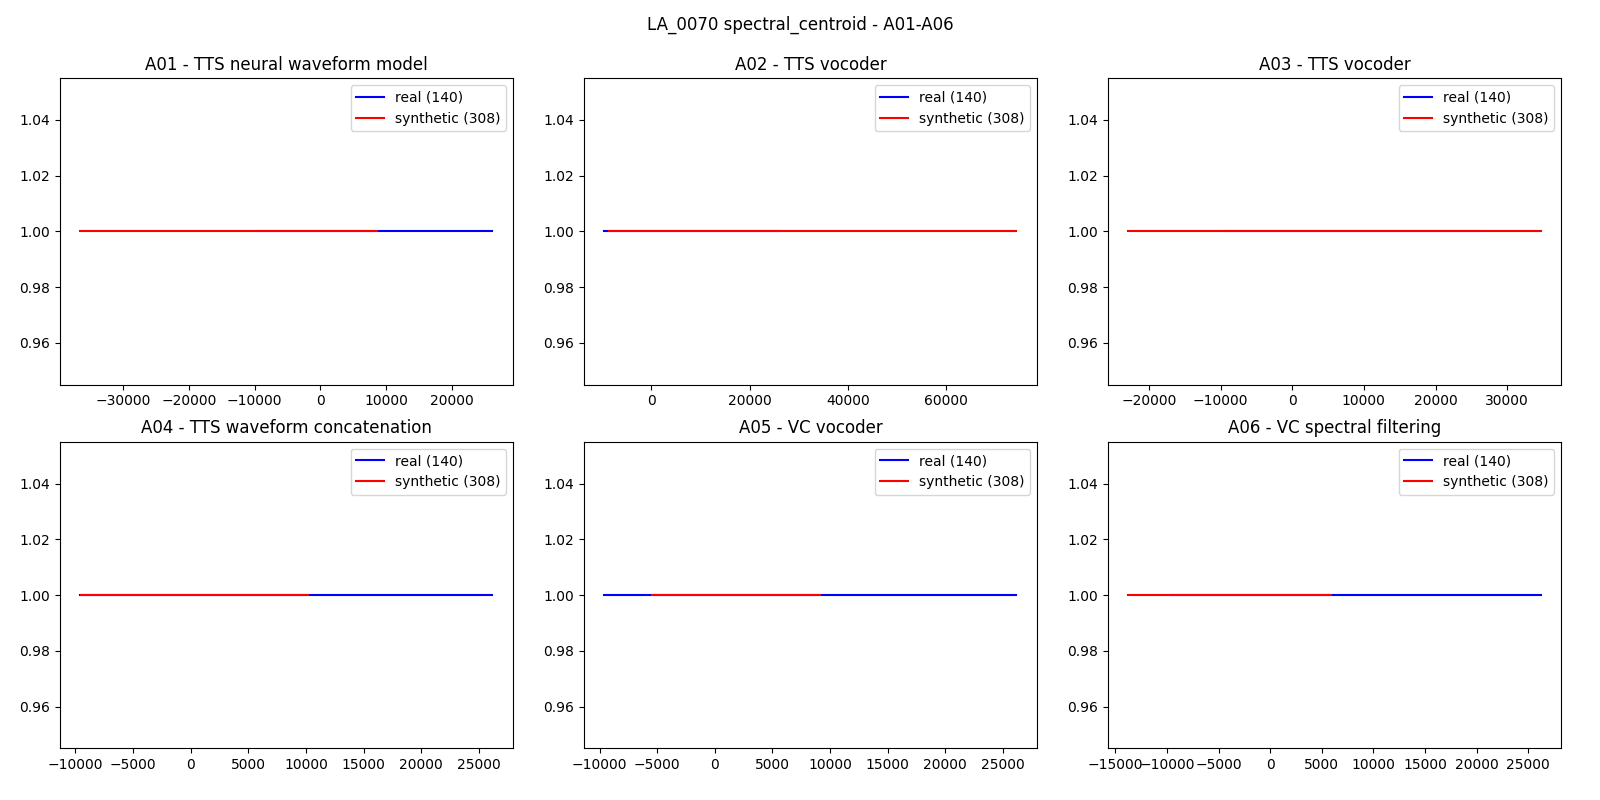 LA_0070 spectral_centroid - A01-A06
A01 - TTS neural waveform model
real (140)
synthetic (308)
1.04
1.02
1.00
0.98
0.96
−30000 −20000 −10000 0 10000 20000
A02 - TTS vocoder
real (140)
synthetic (308)
1.04
1.02
1.00
0.98
0.96
0 20000 40000 60000
A03 - TTS vocoder
real (140)
synthetic (308)
1.04
1.02
1.00
0.98
0.96
−20000 −10000 0 10000 20000 30000
A04 - TTS waveform concatenation
real (140)
synthetic (308)
1.04
1.02
1.00
0.98
0.96
−10000 −5000 0 5000 10000 15000 20000 25000
A05 - VC vocoder
real (140)
synthetic (308)
1.04
1.02
1.00
0.98
0.96
−10000 −5000 0 5000 10000 15000 20000 25000
A06 - VC spectral filtering
real (140)
synthetic (308)
1.04
1.02
1.00
0.98
0.96
−15000 −10000 −5000 0 5000 10000 15000 20000 25000